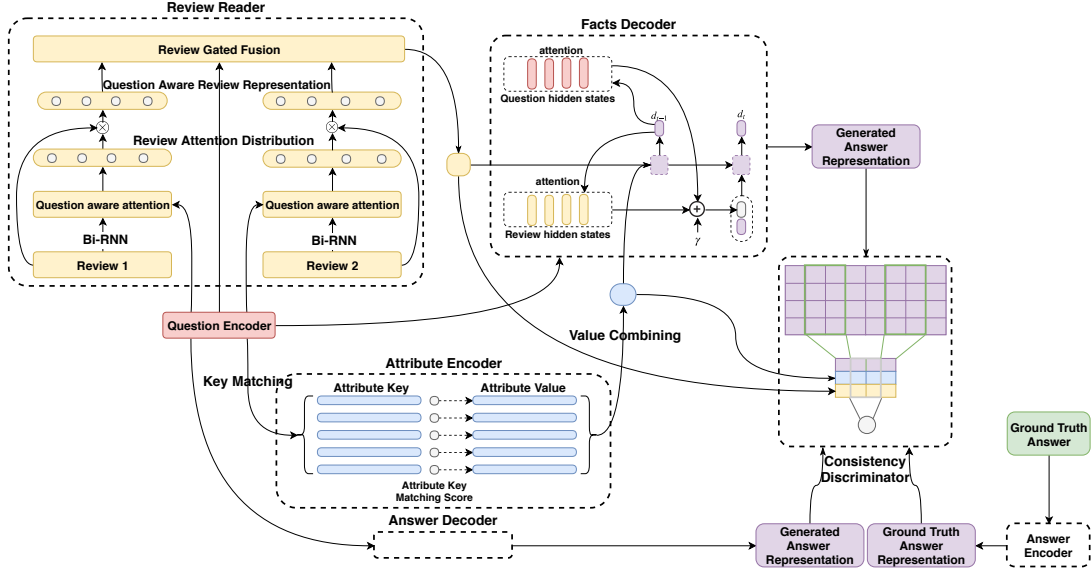 Review Reader
Review Gated Fusion
Question Aware Review Representation
Review Attention Distribution
Question aware attention
Question aware attention
Bi-RNN
Bi-RNN
Review 1
Review 2
Facts Decoder
attention
Question hidden states
d_{t-1}
d_t
attention
Review hidden states
+
γ
Generated
Answer
Representation
Question Encoder
Key Matching
Value Combining
Attribute Encoder
Attribute Key
Attribute Value
Attribute Key
Matching Score
Answer Decoder
Consistency
Discriminator
Ground Truth
Answer
Generated
Answer
Representation
Ground Truth
Answer
Representation
Answer
Encoder